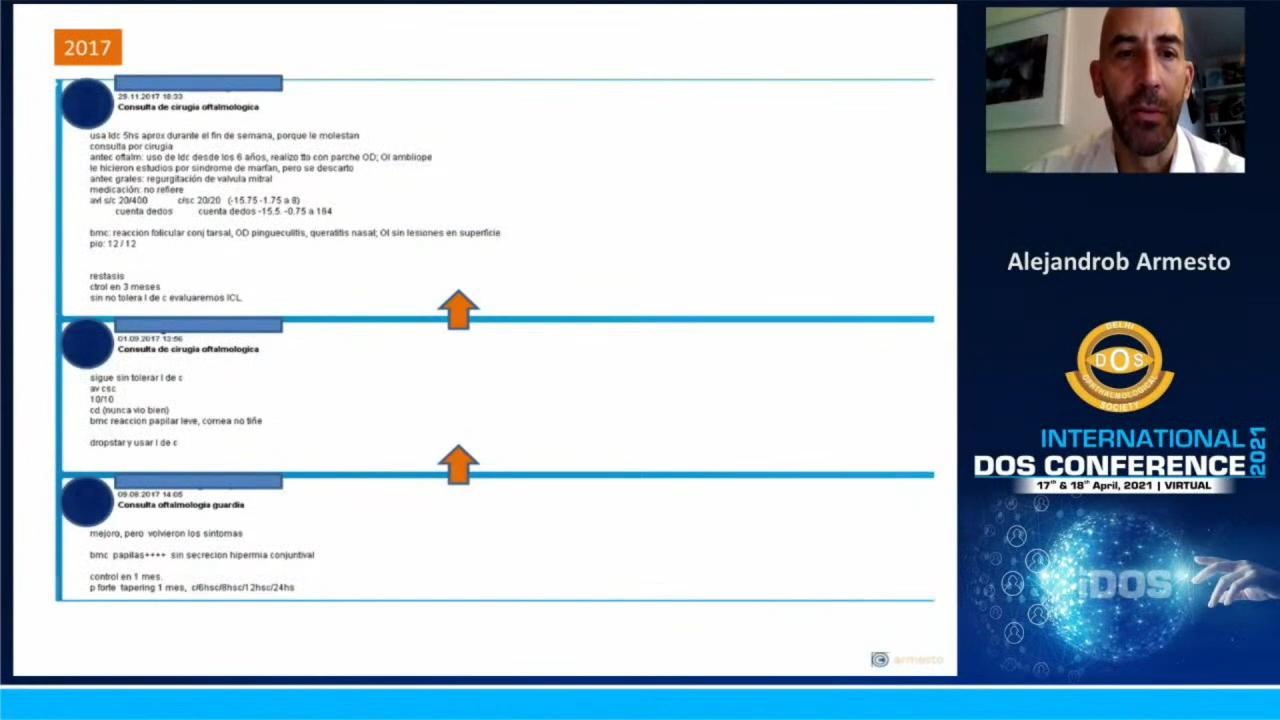 2017
29.11.2017 18:33
Consulta de cirugia oftalmologica
usa ldc 5hs aprox durante el fin de semana, porque le molestan
consulta por cirugia
antec oftalm: uso de ldc desde los 6 años, realizo tto con parche OD; OI ambliope
le hicieron estudios por sindrome de marfan, pero se descarto
antec grales: regurgitación de valvula mitral
medicación: no refiere
avl s/c 20/400 c/sc 20/20 (-15.75 -1.75 a 8)
cuenta dedos cuenta dedos -15.5. -0.75 a 164
bmc: reaccion folicular conj tarsal, OD pingueculitis, queratitis nasal; OI sin lesiones en superficie
pio: 12 / 12
restasis
ctrol en 3 meses
sin no tolera l de c evaluaremos ICL.
01.09.2017 13:56
Consulta de cirugia oftalmologica
sigue sin tolerar l de c
av csc
10/10
cd (nunca vio bien)
bmc reaccion papilar leve, cornea no tiñe
dropstar y usar l de c
09.08.2017 14:05
Consulta oftalmologia guardia
mejoro, pero volvieron los sintomas
bmc papilas++++ sin secrecion hipermia conjuntival
control en 1 mes.
p forte tapering 1 mes, c/6hsc/8hsc/12hsc/24hs
armesto
Alejandrob Armesto
DELHI
DOS
OPHTHALMOLOGICAL
SOCIETY
INTERNATIONAL
DOS CONFERENCE 2021
17th & 18th April, 2021 | VIRTUAL
iDOS